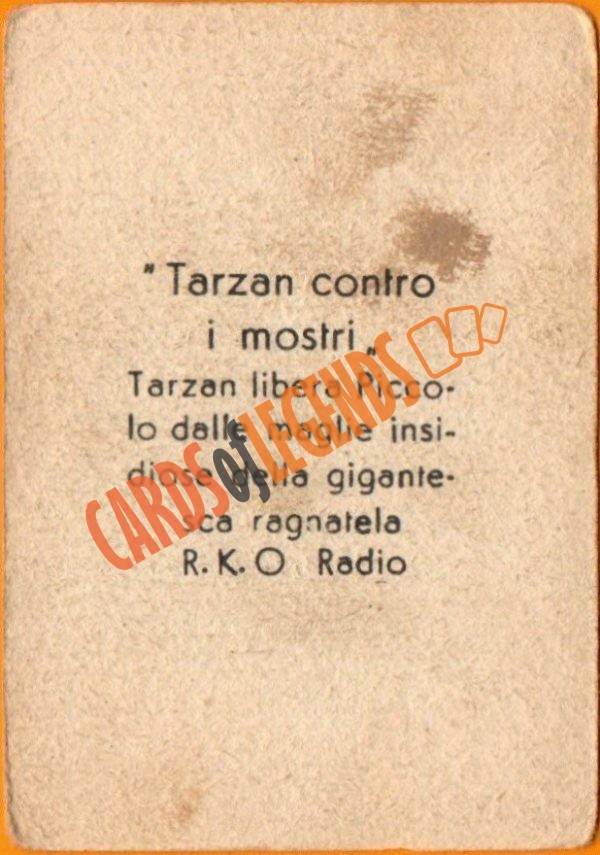 " Tarzan contro
i mostri „
Tarzan libera Picco-
lo dalle maglie insi-
diose della gigante-
sca ragnatela
R. K. O Radio
CARDS of LEGENDS